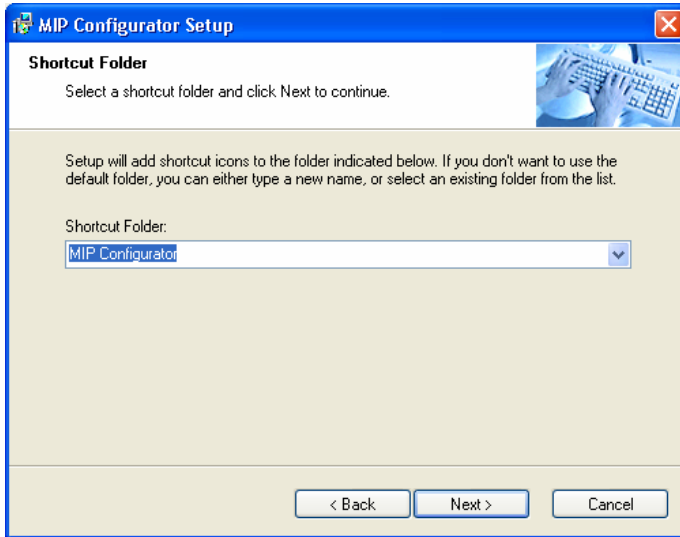 MIP Configurator Setup
Shortcut Folder
Select a shortcut folder and click Next to continue.
Setup will add shortcut icons to the folder indicated below. If you don't want to use the
default folder, you can either type a new name, or select an existing folder from the list.
Shortcut Folder:
MIP Configurator
< Back Next > Cancel